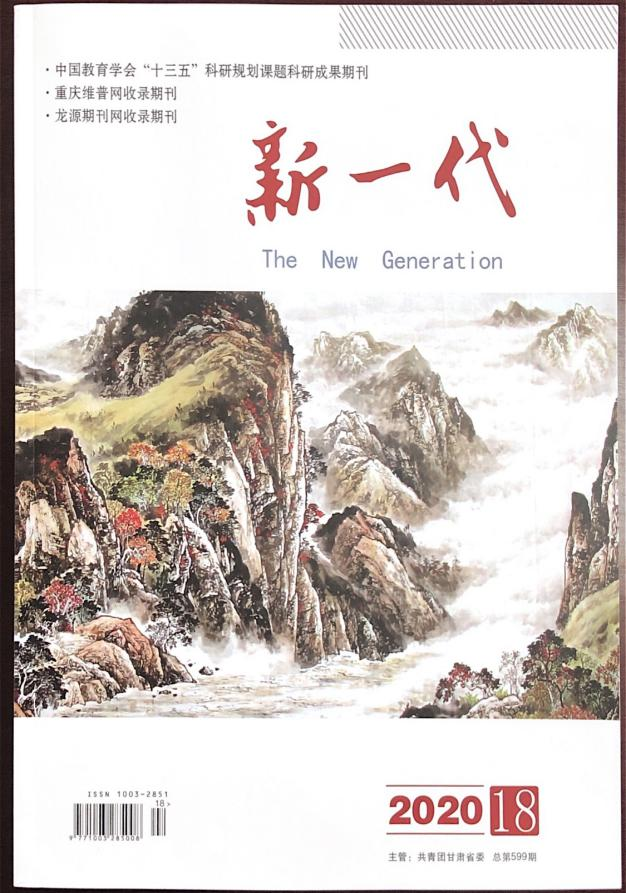 ·中国教育学会“十三五”科研规划课题科研成果期刊
·重庆维普网收录期刊
·龙源期刊网收录期刊
新一代
The New Generation
ISSN 1003-2851
18>
9 771003 285008
2020 18
主管：共青团甘肃省委 总第599期